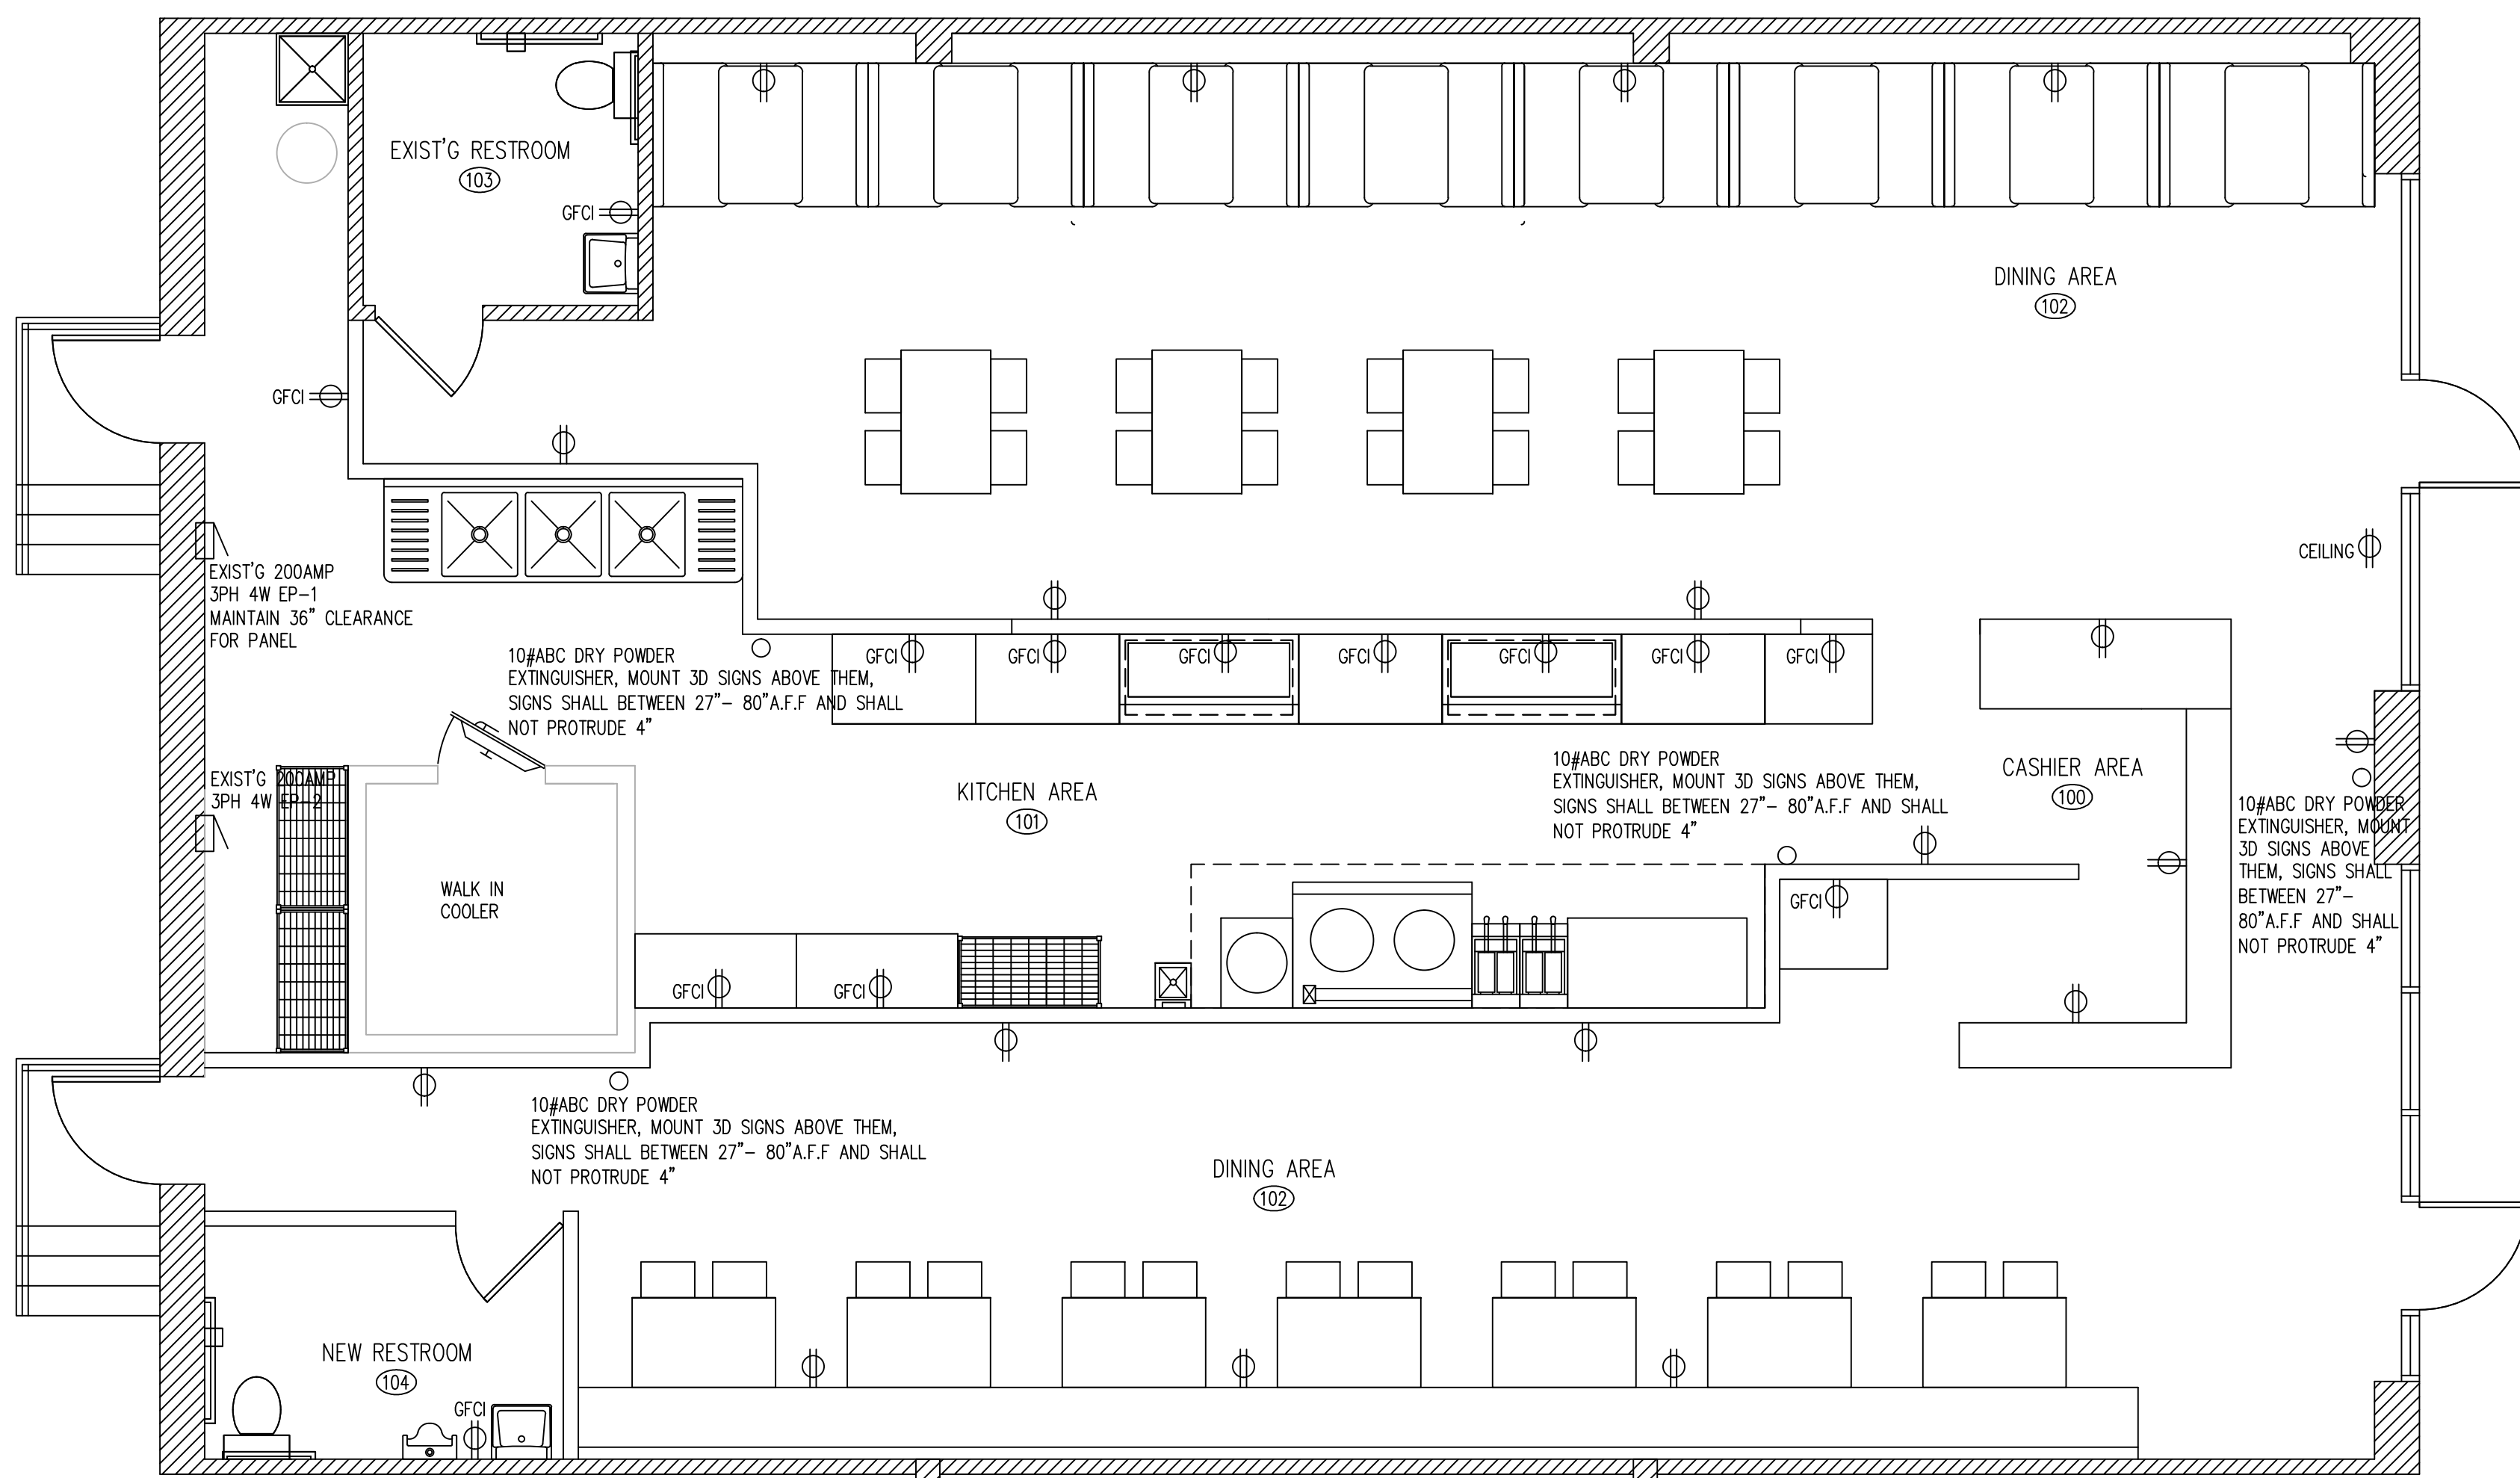 EXIST'G RESTROOM
103
GFCI
DINING AREA
102
GFCI
CEILING
EXIST'G 200AMP
3PH 4W EP-1
MAINTAIN 36" CLEARANCE
FOR PANEL
10#ABC DRY POWDER
EXTINGUISHER, MOUNT 3D SIGNS ABOVE THEM,
SIGNS SHALL BETWEEN 27"- 80"A.F.F AND SHALL
NOT PROTRUDE 4"
GFCI
GFCI
GFCI
GFCI
GFCI
GFCI
GFCI
EXIST'G 200AMP
3PH 4W EP-2
KITCHEN AREA
101
10#ABC DRY POWDER
EXTINGUISHER, MOUNT 3D SIGNS ABOVE THEM,
SIGNS SHALL BETWEEN 27"- 80"A.F.F AND SHALL
NOT PROTRUDE 4"
CASHIER AREA
100
10#ABC DRY POWDER
EXTINGUISHER, MOUNT
3D SIGNS ABOVE
THEM, SIGNS SHALL
BETWEEN 27"-
80"A.F.F AND SHALL
NOT PROTRUDE 4"
WALK IN
COOLER
GFCI
GFCI
GFCI
10#ABC DRY POWDER
EXTINGUISHER, MOUNT 3D SIGNS ABOVE THEM,
SIGNS SHALL BETWEEN 27"- 80"A.F.F AND SHALL
NOT PROTRUDE 4"
DINING AREA
102
NEW RESTROOM
104
GFCI